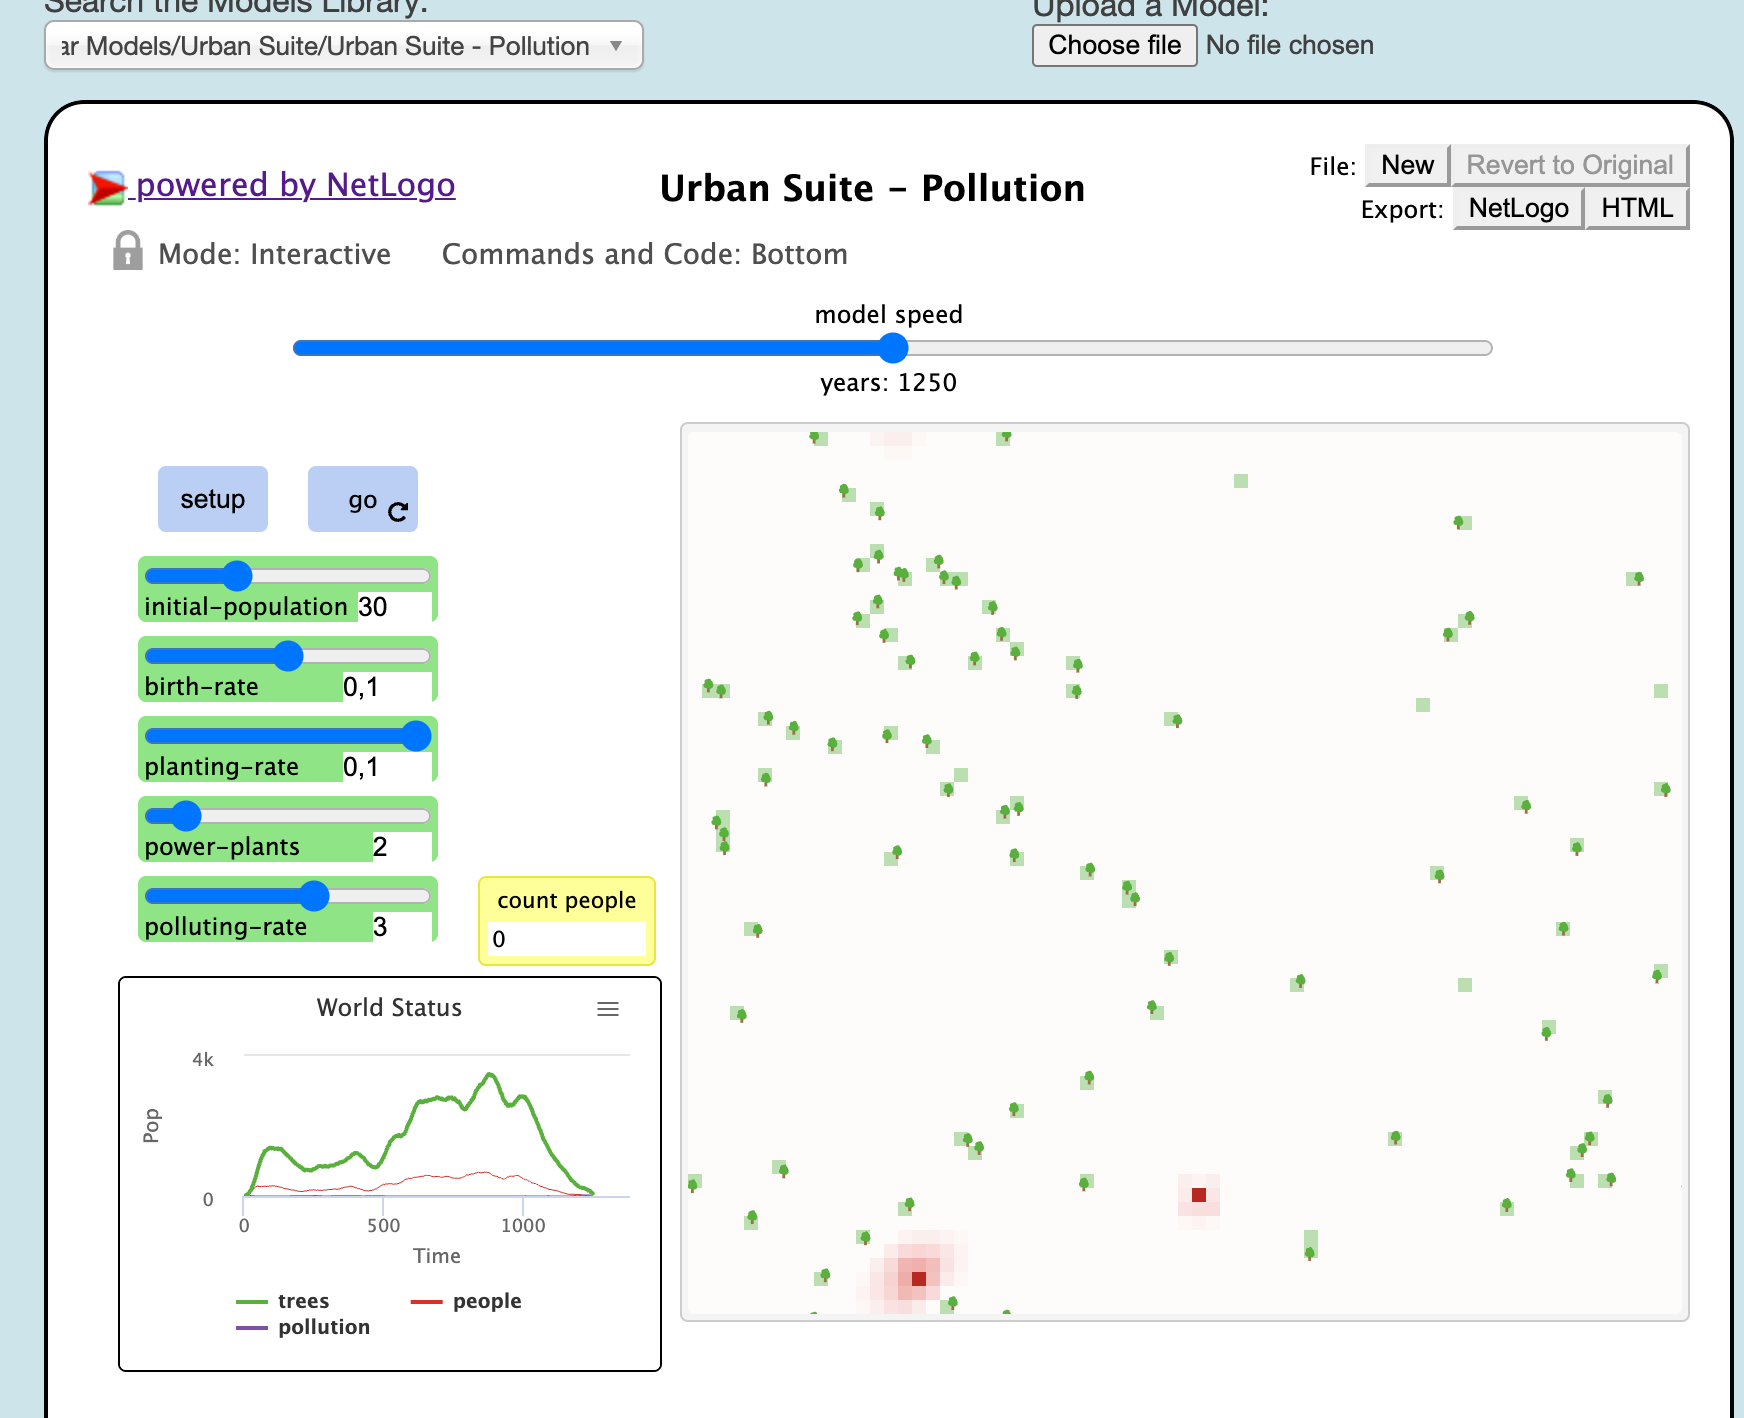 Search the Models Library:
Upload a Model:
ar Models/Urban Suite/Urban Suite - Pollution
Choose file No file chosen
powered by NetLogo
Urban Suite - Pollution
File: New Revert to Original
Export: NetLogo HTML
Mode: Interactive
Commands and Code: Bottom
model speed
years: 1250
setup
go
initial-population 30
birth-rate 0,1
planting-rate 0,1
power-plants 2
polluting-rate 3
count people
0
World Status
4k
Pop
0
0 500 1000
Time
trees people
pollution